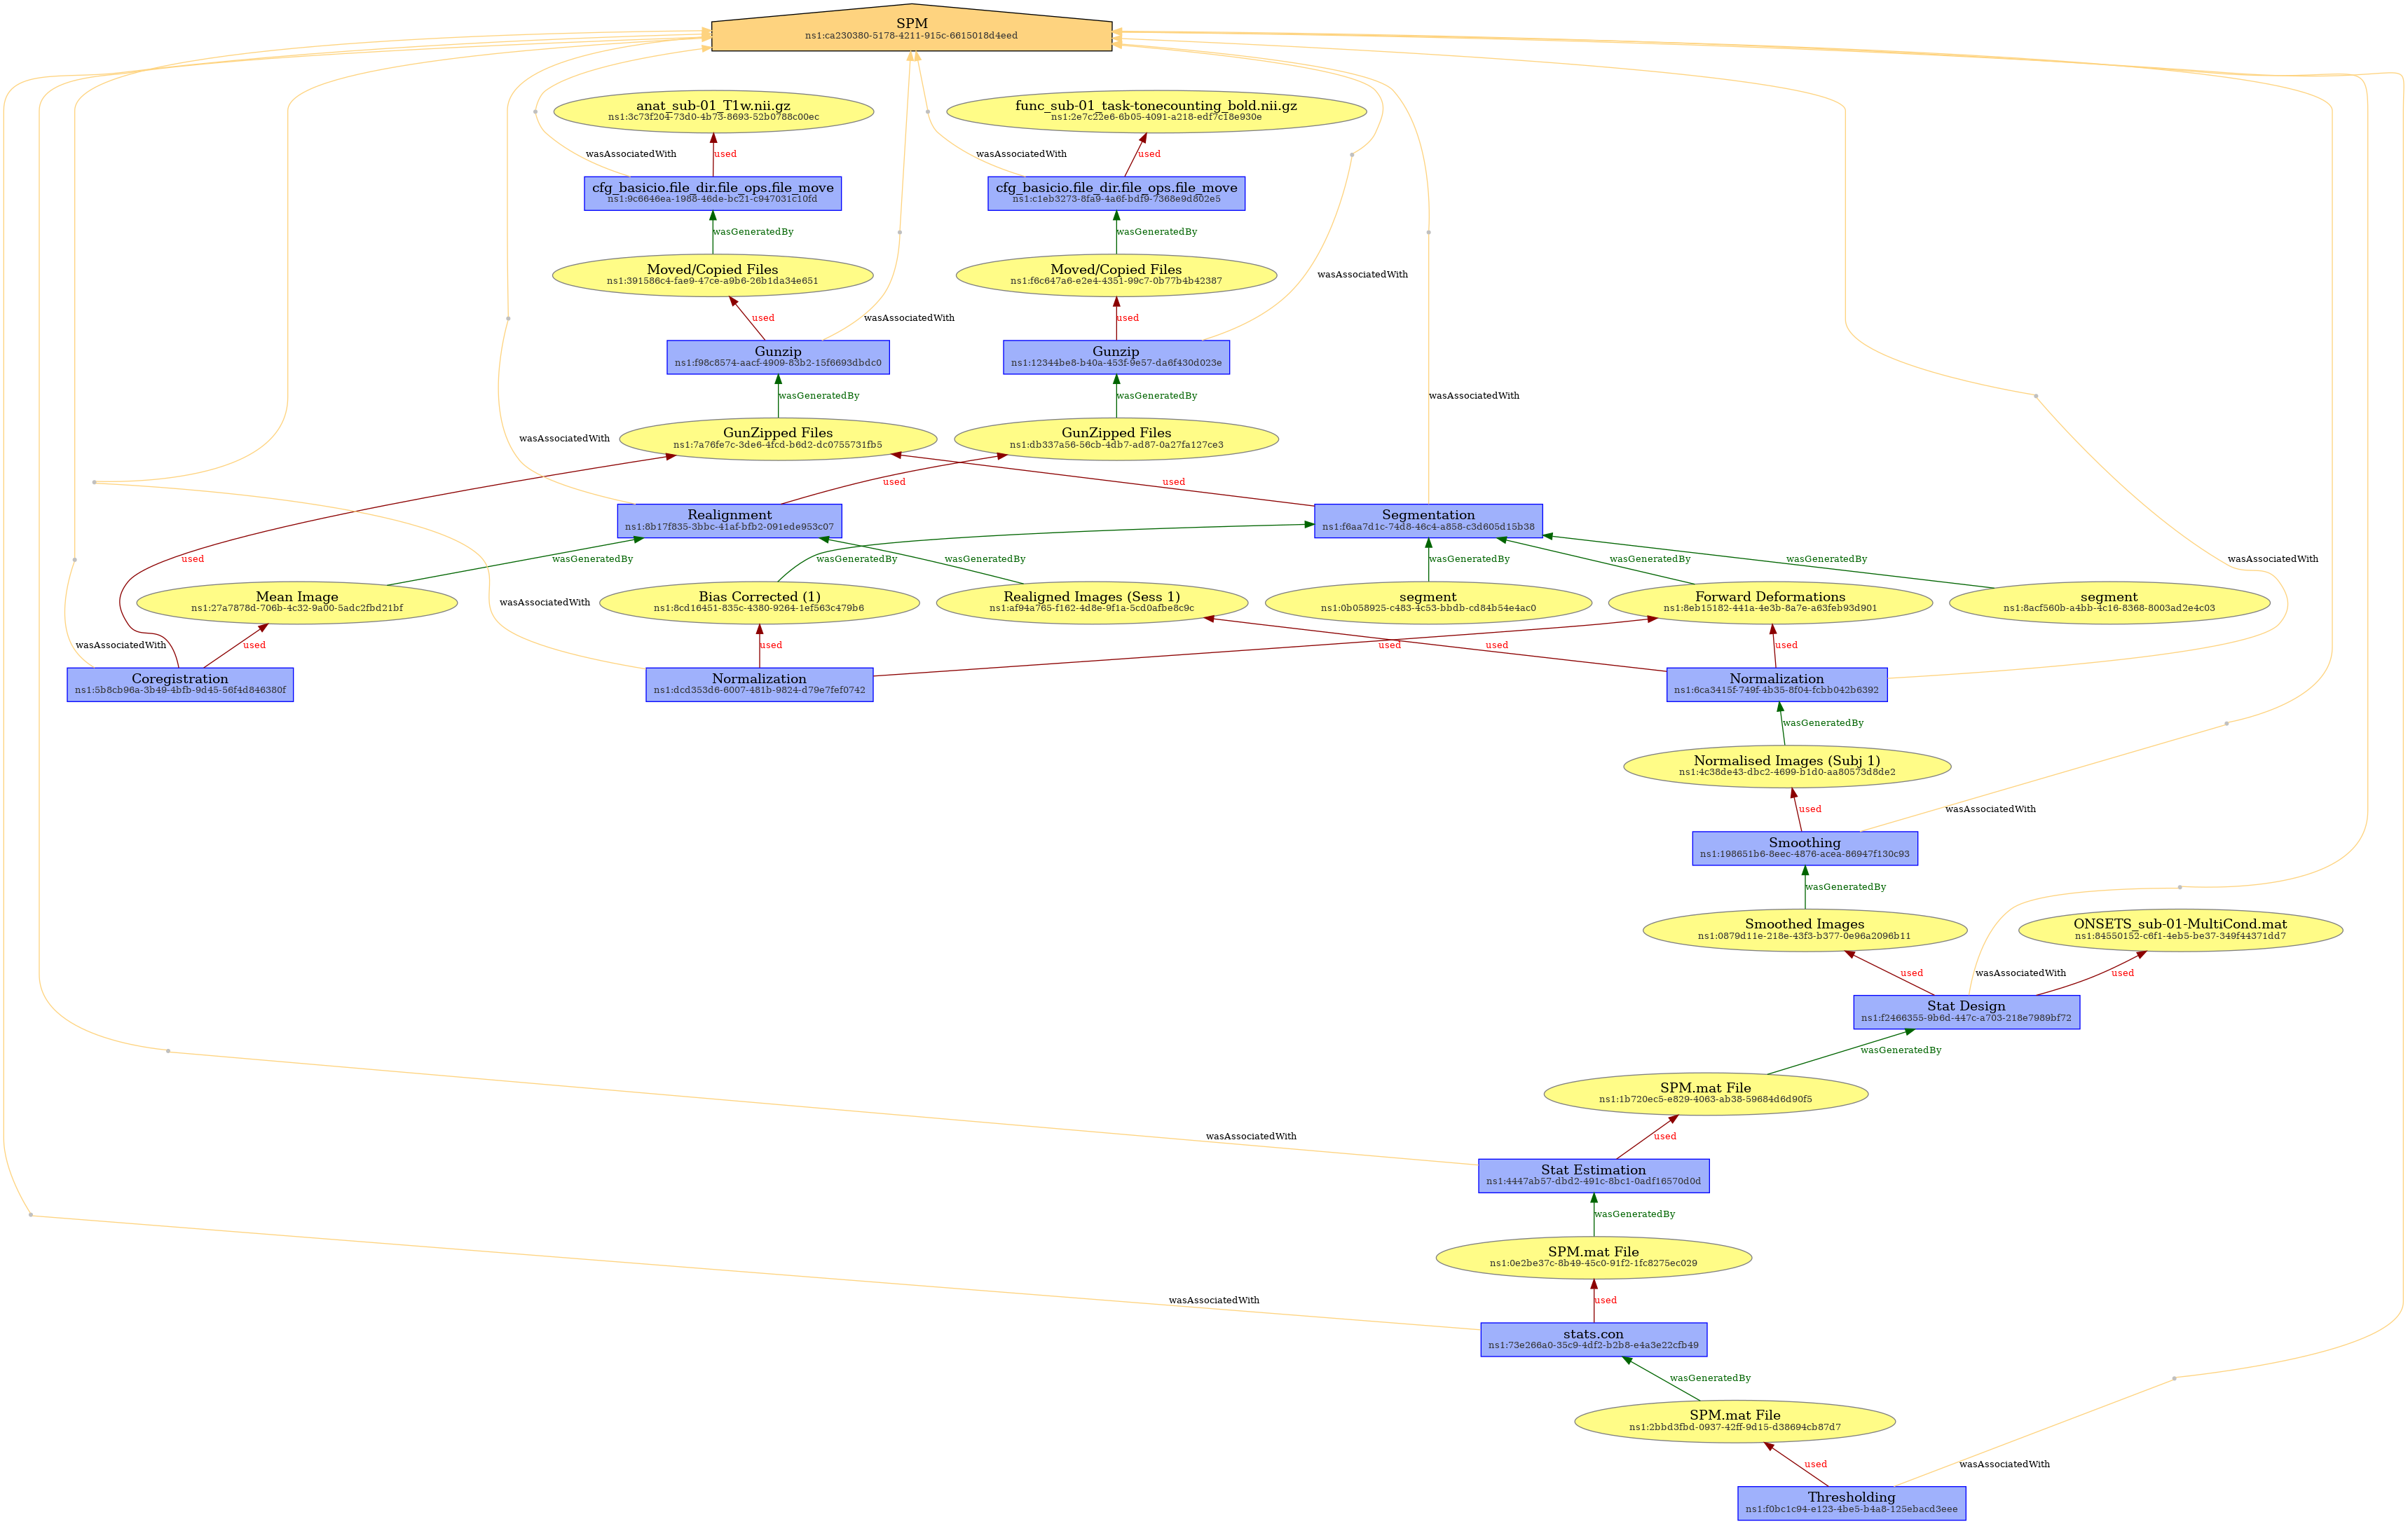 SPM
ns1:ca230380-5178-4211-915c-6615018d4eed
anat_sub-01_T1w.nii.gz
ns1:3c73f204-73d0-4b73-8693-52b0788c00ec
func_sub-01_task-tonecounting_bold.nii.gz
ns1:2e7c22e6-6b05-4091-a218-edf7c18e930e
wasAssociatedWith
used
wasAssociatedWith
used
cfg_basicio.file_dir.file_ops.file_move
ns1:9c6646ea-1988-46de-bc21-c947031c10fd
cfg_basicio.file_dir.file_ops.file_move
ns1:c1eb3273-8fa9-4a6f-bdf9-7368e9d802e5
wasGeneratedBy
wasGeneratedBy
Moved/Copied Files
ns1:391586c4-fae9-47ce-a9b6-26b1da34e651
Moved/Copied Files
ns1:f6c647a6-e2e4-4351-99c7-0b77b4b42387
wasAssociatedWith
used
wasAssociatedWith
used
Gunzip
ns1:f98c8574-aacf-4909-83b2-15f6693dbdc0
Gunzip
ns1:12344be8-b40a-453f-9e57-da6f430d023e
wasGeneratedBy
wasGeneratedBy
wasAssociatedWith
GunZipped Files
ns1:7a76fe7c-3de6-4fcd-b6d2-dc0755731fb5
GunZipped Files
ns1:db337a56-56cb-4db7-ad87-0a27fa127ce3
wasAssociatedWith
used
used
Realignment
ns1:8b17f835-3bbc-41af-bfb2-091ede953c07
Segmentation
ns1:f6aa7d1c-74d8-46c4-a858-c3d605d15b38
used
wasGeneratedBy
wasGeneratedBy
wasGeneratedBy
wasGeneratedBy
wasGeneratedBy
wasGeneratedBy
wasAssociatedWith
Mean Image
ns1:27a7878d-706b-4c32-9a00-5adc2fbd21bf
wasAssociatedWith
Bias Corrected (1)
ns1:8cd16451-835c-4380-9264-1ef563c479b6
Realigned Images (Sess 1)
ns1:af94a765-f162-4d8e-9f1a-5cd0afbe8c9c
segment
ns1:0b058925-c483-4c53-bbdb-cd84b54e4ac0
Forward Deformations
ns1:8eb15182-441a-4e3b-8a7e-a63feb93d901
segment
ns1:8acf560b-a4bb-4c16-8368-8003ad2e4c03
wasAssociatedWith
used
used
used
used
used
Coregistration
ns1:5b8cb96a-3b49-4bfb-9d45-56f4d846380f
Normalization
ns1:dcd353d6-6007-481b-9824-d79e7fef0742
Normalization
ns1:6ca3415f-749f-4b35-8f04-fcbb042b6392
wasGeneratedBy
Normalised Images (Subj 1)
ns1:4c38de43-dbc2-4699-b1d0-aa80573d8de2
used
wasAssociatedWith
Smoothing
ns1:198651b6-8eec-4876-acea-86947f130c93
wasGeneratedBy
Smoothed Images
ns1:0879d11e-218e-43f3-b377-0e96a2096b11
ONSETS_sub-01-MultiCond.mat
ns1:84550152-c6f1-4eb5-be37-349f44371dd7
used
wasAssociatedWith
used
Stat Design
ns1:f2466355-9b6d-447c-a703-218e7989bf72
wasGeneratedBy
SPM.mat File
ns1:1b720ec5-e829-4063-ab38-59684d6d90f5
wasAssociatedWith
used
Stat Estimation
ns1:4447ab57-dbd2-491c-8bc1-0adf16570d0d
wasGeneratedBy
SPM.mat File
ns1:0e2be37c-8b49-45c0-91f2-1fc8275ec029
wasAssociatedWith
used
stats.con
ns1:73e266a0-35c9-4df2-b2b8-e4a3e22cfb49
wasGeneratedBy
SPM.mat File
ns1:2bbd3fbd-0937-42ff-9d15-d38694cb87d7
used
wasAssociatedWith
Thresholding
ns1:f0bc1c94-e123-4be5-b4a8-125ebacd3eee